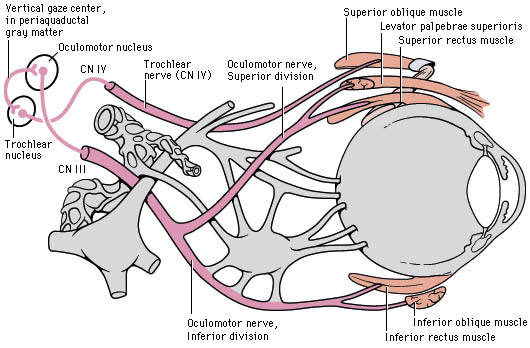 Vertical gaze center,
in periaquaductal
gray matter
Oculomotor nucleus
CN IV
Trochlear
nerve (CN IV)
Oculomotor nerve,
Superior division
Superior oblique muscle
Levator palpebrae superioris
Superior rectus muscle
Trochlear
nucleus
CN III
Oculomotor nerve,
Inferior division
Inferior oblique muscle
Inferior rectus muscle